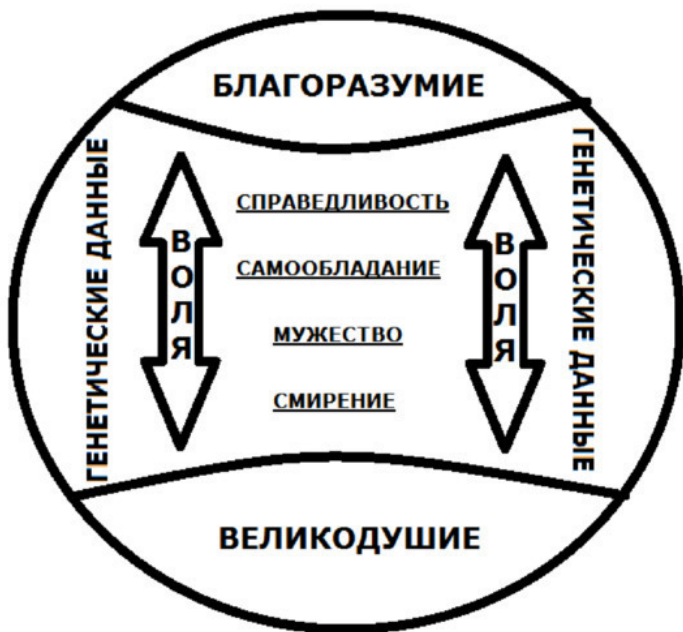 БЛАГОРАЗУМИЕ
ГЕНЕТИЧЕСКИЕ ДАННЫЕ
ВОЛЯ
СПРАВЕДЛИВОСТЬ
САМООБЛАДАНИЕ
МУЖЕСТВО
СМИРЕНИЕ
ВОЛЯ
ГЕНЕТИЧЕСКИЕ ДАННЫЕ
ВЕЛИКОДУШИЕ